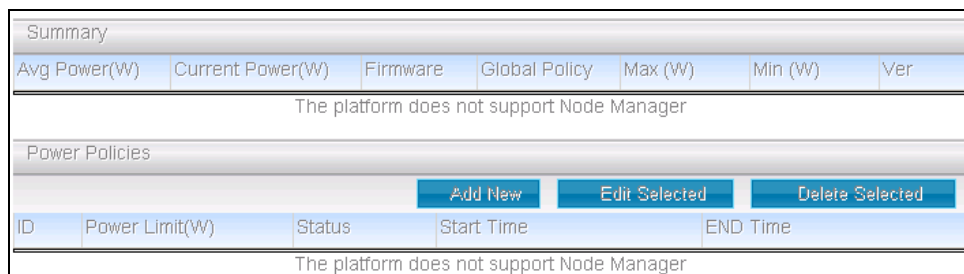 Summary
Avg Power(W) Current Power(W) Firmware Global Policy Max (W) Min (W) Ver
The platform does not support Node Manager
Power Policies
Add New Edit Selected Delete Selected
ID Power Limit(W) Status Start Time END Time
The platform does not support Node Manager